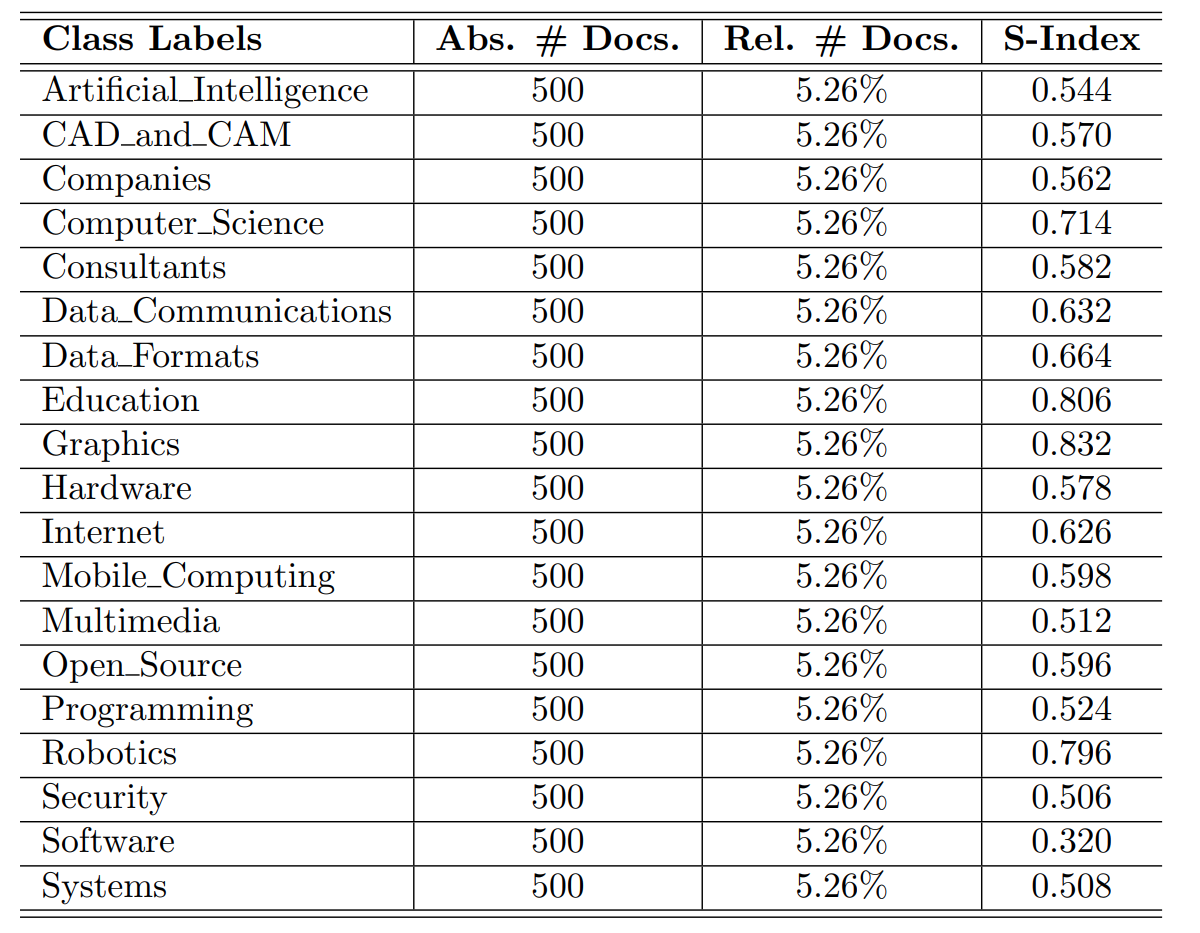 Class Labels Abs. # Docs. Rel. # Docs. S-Index
Artificial_Intelligence 500 5.26% 0.544
CAD_and_CAM 500 5.26% 0.570
Companies 500 5.26% 0.562
Computer_Science 500 5.26% 0.714
Consultants 500 5.26% 0.582
Data_Communications 500 5.26% 0.632
Data_Formats 500 5.26% 0.664
Education 500 5.26% 0.806
Graphics 500 5.26% 0.832
Hardware 500 5.26% 0.578
Internet 500 5.26% 0.626
Mobile_Computing 500 5.26% 0.598
Multimedia 500 5.26% 0.512
Open_Source 500 5.26% 0.596
Programming 500 5.26% 0.524
Robotics 500 5.26% 0.796
Security 500 5.26% 0.506
Software 500 5.26% 0.320
Systems 500 5.26% 0.508